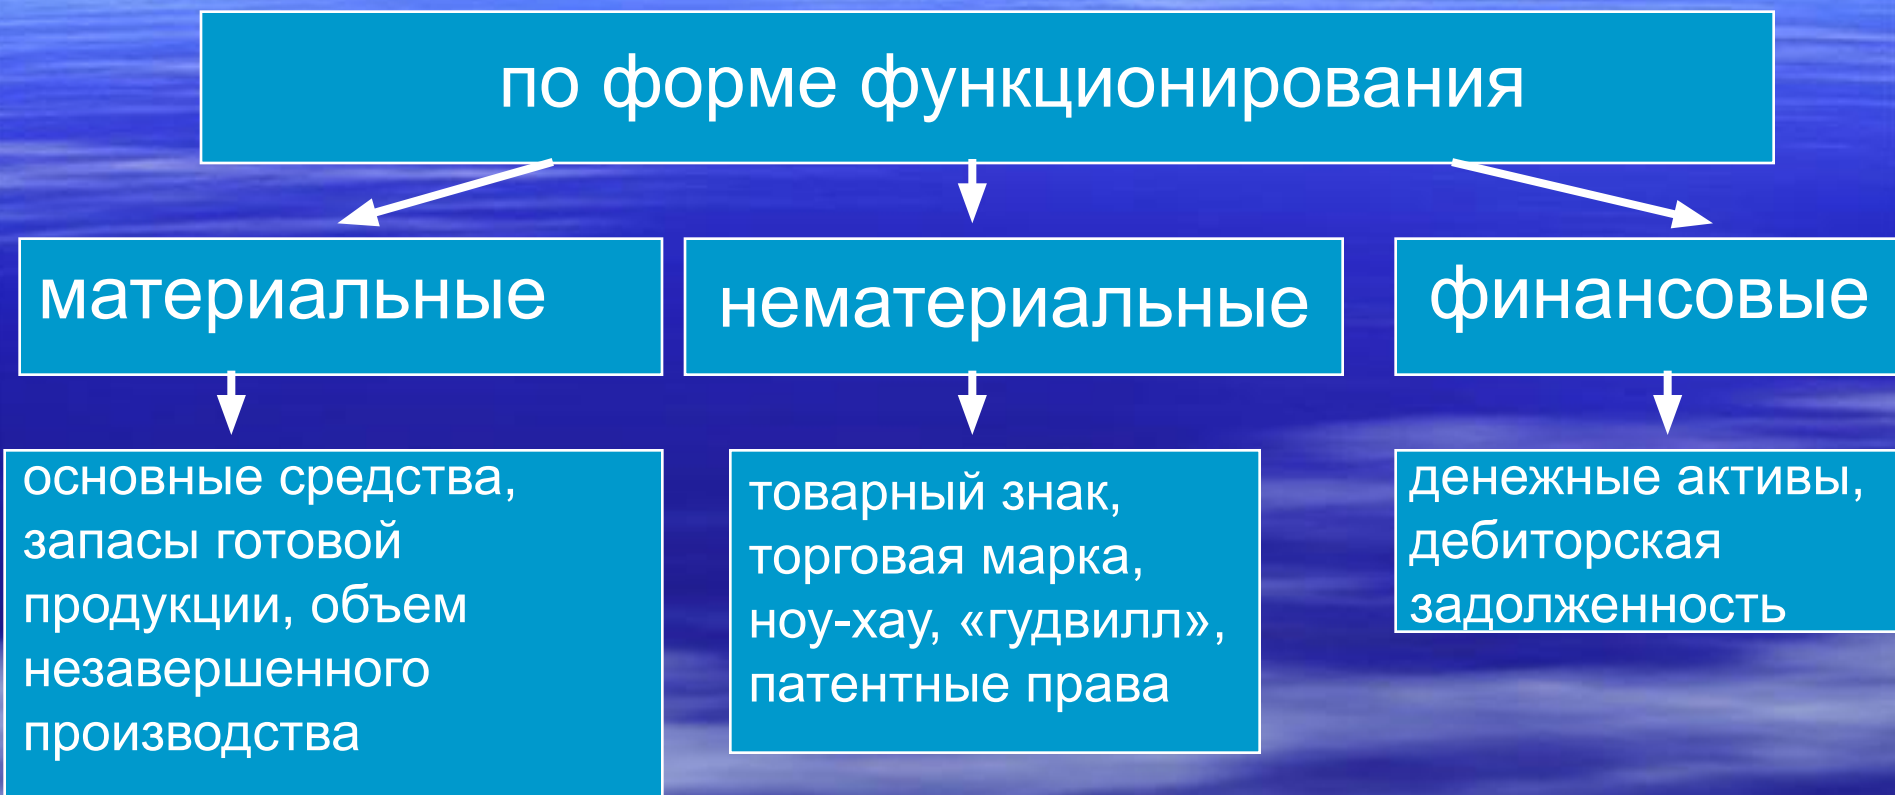 по форме функционирования
материальные
нематериальные
финансовые
основные средства,
запасы готовой
продукции, объем
незавершенного
производства
товарный знак,
торговая марка,
ноу-хау, «гудвилл»,
патентные права
денежные активы,
дебиторская
задолженность